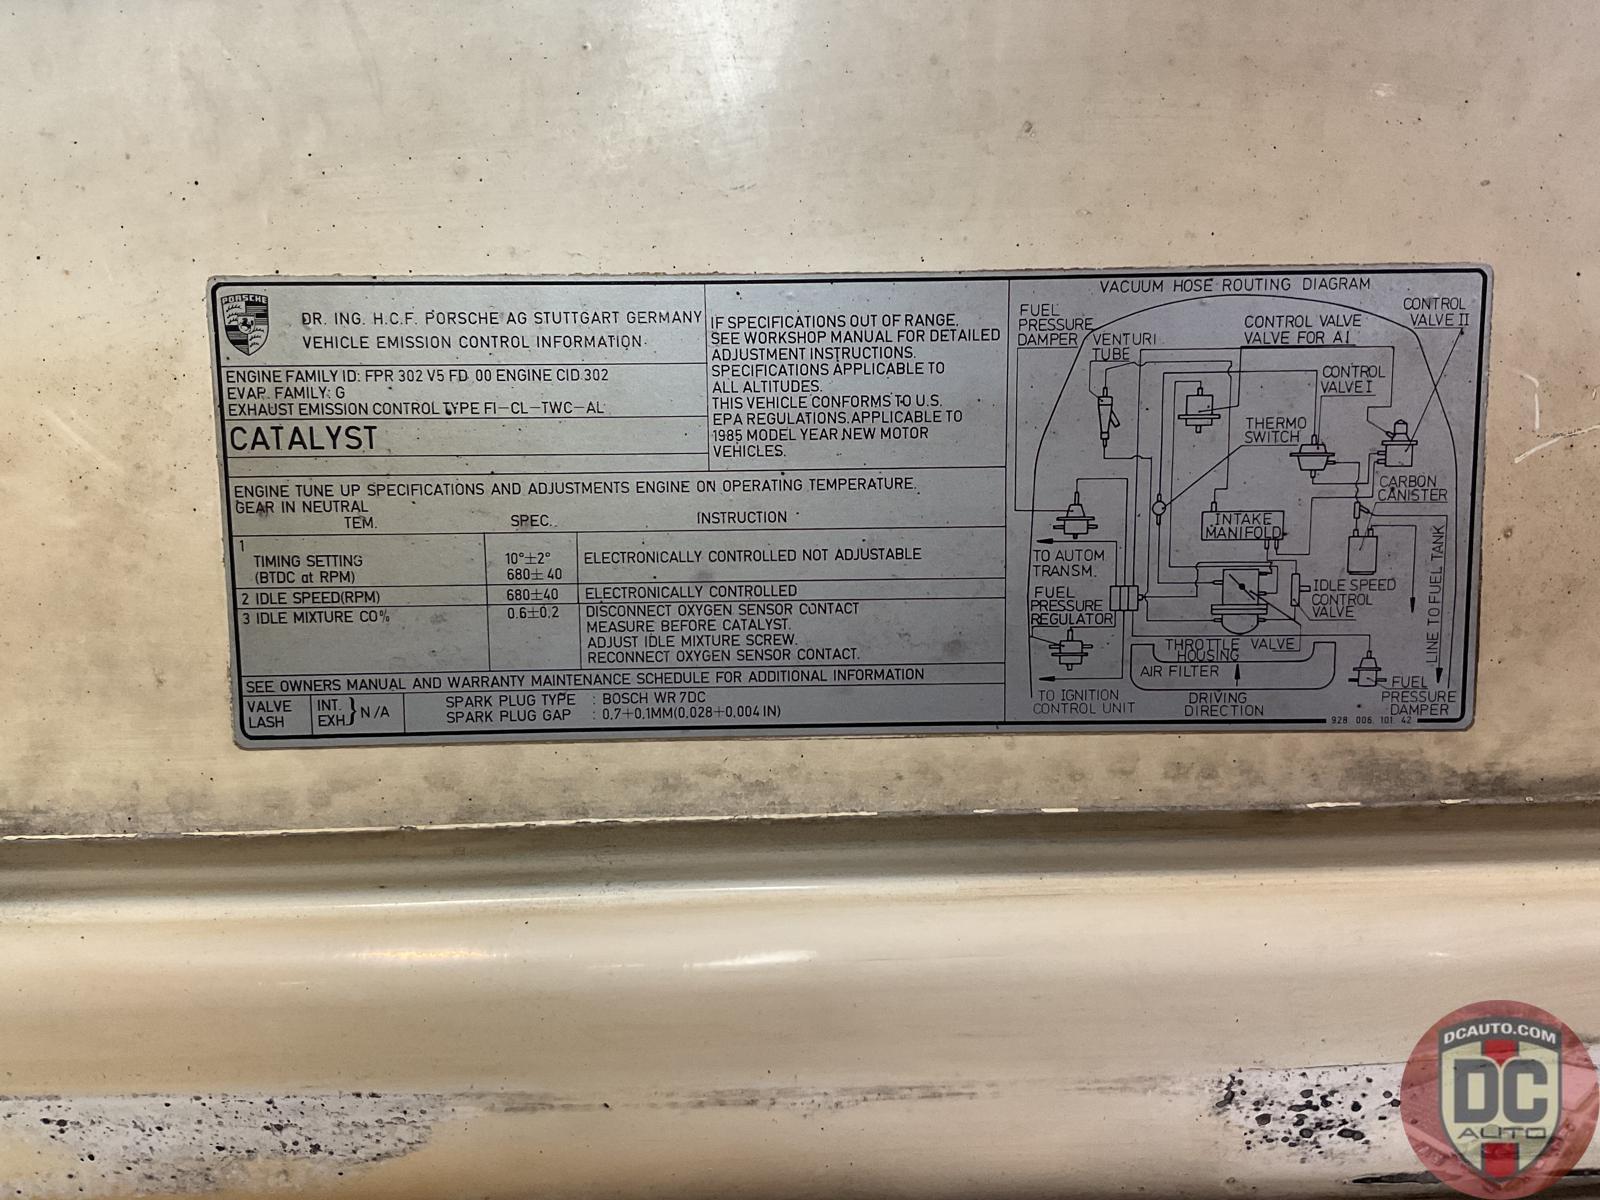 PORSCHE
DR. ING. H.C.F. PORSCHE AG STUTTGART GERMANY
VEHICLE EMISSION CONTROL INFORMATION
ENGINE FAMILY ID: FPR 302 V5 FD 00 ENGINE CID 302
EVAP. FAMILY: G
EXHAUST EMISSION CONTROL TYPE FI-CL-TWC-AL
CATALYST
IF SPECIFICATIONS OUT OF RANGE,
SEE WORKSHOP MANUAL FOR DETAILED
ADJUSTMENT INSTRUCTIONS.
SPECIFICATIONS APPLICABLE TO
ALL ALTITUDES.
THIS VEHICLE CONFORMS TO U.S.
EPA REGULATIONS APPLICABLE TO
1985 MODEL YEAR NEW MOTOR
VEHICLES.
ENGINE TUNE UP SPECIFICATIONS AND ADJUSTMENTS ENGINE ON OPERATING TEMPERATURE.
GEAR IN NEUTRAL
TEM. SPEC. INSTRUCTION
1
TIMING SETTING 10°±2° ELECTRONICALLY CONTROLLED NOT ADJUSTABLE
(BTDC at RPM) 680±40
2 IDLE SPEED(RPM) 680±40 ELECTRONICALLY CONTROLLED
3 IDLE MIXTURE CO% 0.6±0.2 DISCONNECT OXYGEN SENSOR CONTACT
MEASURE BEFORE CATALYST.
ADJUST IDLE MIXTURE SCREW.
RECONNECT OXYGEN SENSOR CONTACT.
SEE OWNERS MANUAL AND WARRANTY MAINTENANCE SCHEDULE FOR ADDITIONAL INFORMATION
VALVE LASH
INT. EXH. } N/A
SPARK PLUG TYPE : BOSCH WR 7DC
SPARK PLUG GAP : 0,7+0,1MM(0,028+0,004 IN)
VACUUM HOSE ROUTING DIAGRAM
FUEL
PRESSURE
DAMPER
VENTURI
TUBE
CONTROL VALVE
VALVE FOR AI
CONTROL
VALVE II
CONTROL
VALVE I
THERMO
SWITCH
CARBON
CANISTER
INTAKE
MANIFOLD
TO AUTOM
TRANSM.
FUEL
PRESSURE
REGULATOR
IDLE SPEED
CONTROL
VALVE
LINE TO FUEL TANK
THROTTLE VALVE
HOUSING
AIR FILTER
TO IGNITION
CONTROL UNIT
DRIVING
DIRECTION
FUEL
PRESSURE
DAMPER
928 006 101 42
DCAUTO.COM
DC
AUTO